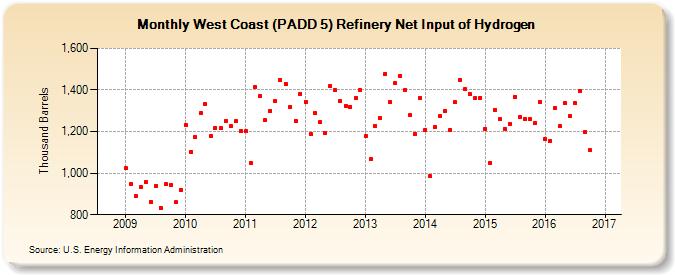 Monthly West Coast (PADD 5) Refinery Net Input of Hydrogen
Thousand Barrels
1,600
1,400
1,200
1,000
800
2009 2010 2011 2012 2013 2014 2015 2016 2017
Source: U.S. Energy Information Administration